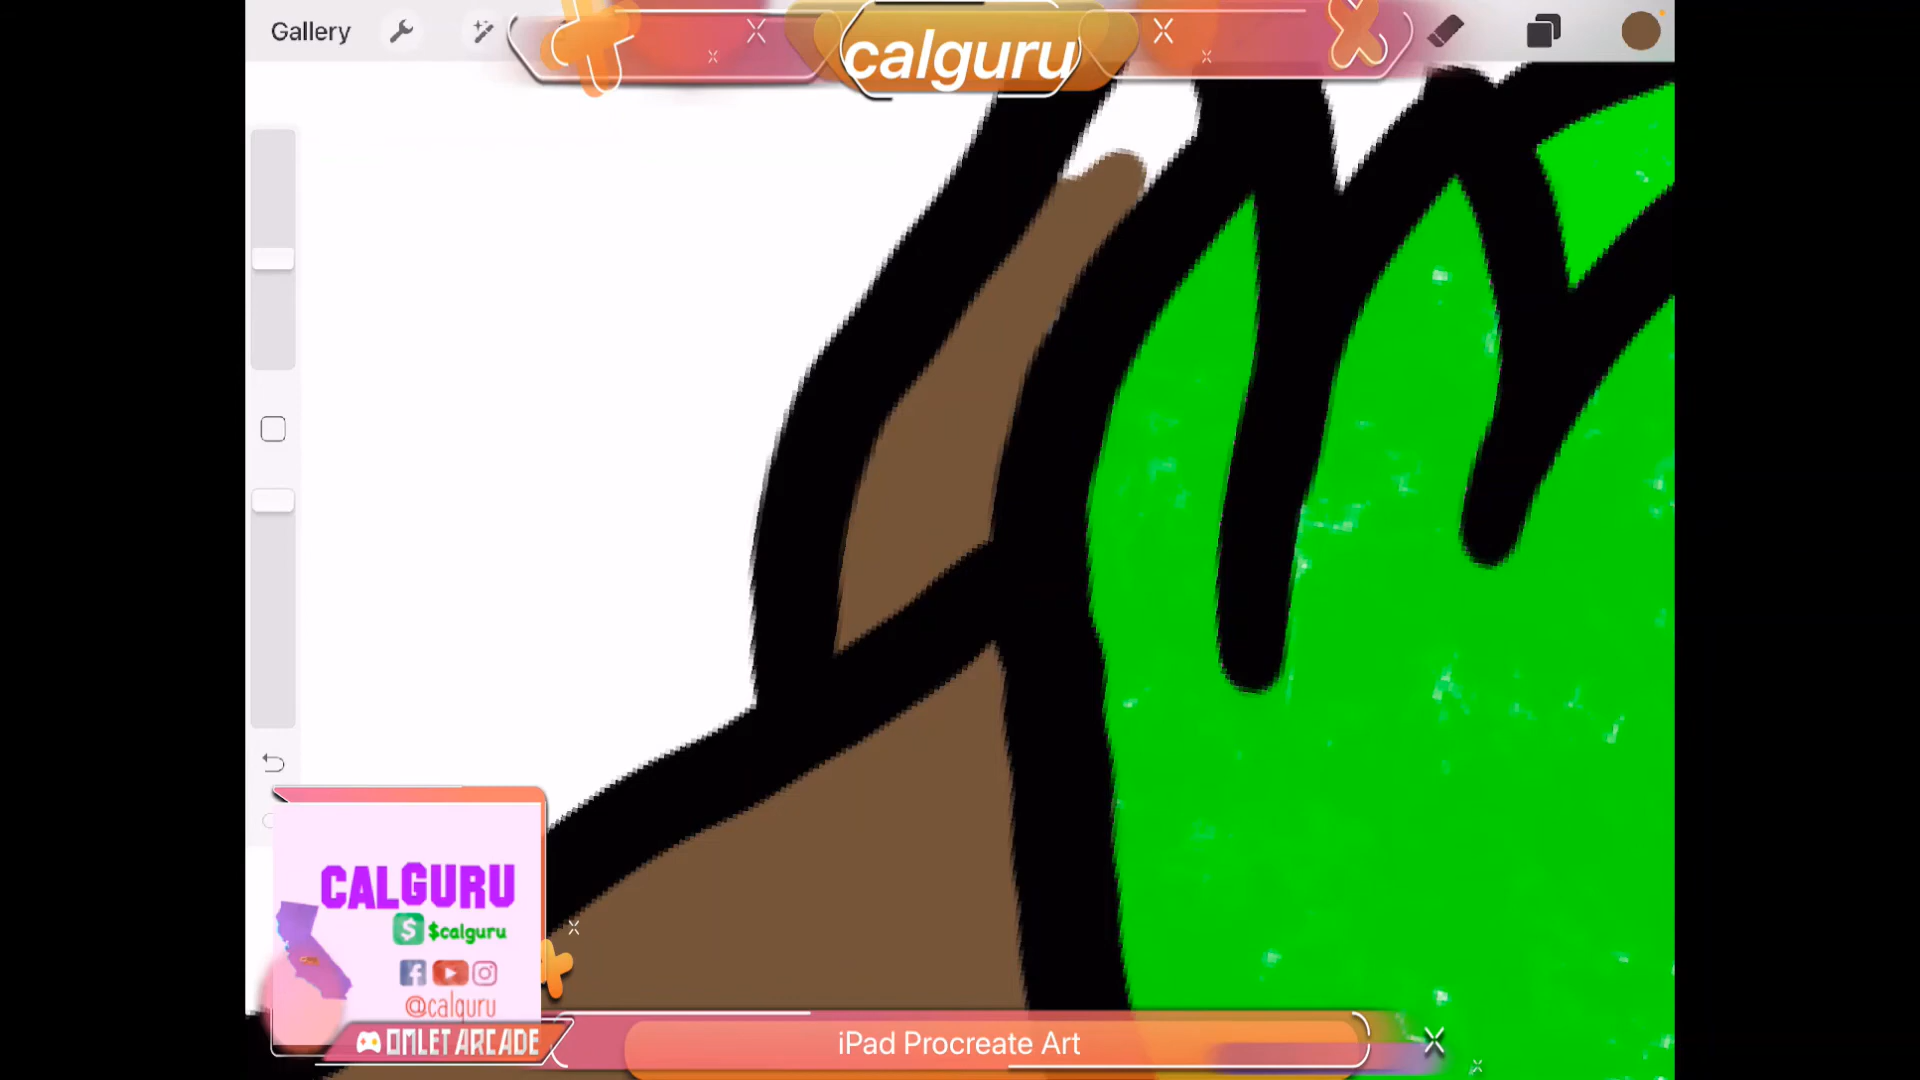 Gallery
calguru
CALGURU
$ $calguru
@calguru
OMLET ARCADE
iPad Procreate Art